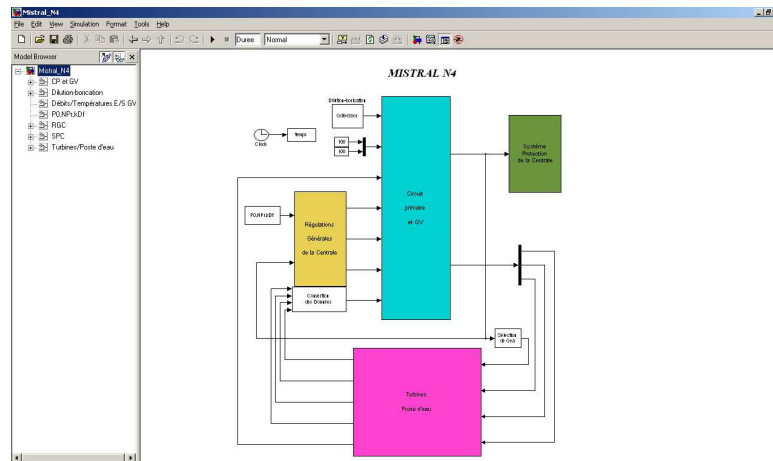 Mistral_N4
File Edit View Simulation Format Tools Help
Duree
Normal
Model Browser
Mistral_N4
CP et GV
Dilution-borication
Débits/Températures E/S GV
P0,NPr,kDf
RGC
SPC
Turbines/Poste d'eau
MISTRAL N4
Dilution-borication
Clock
temps
100
100
Circuit
primaire
et GV
Système
Protection
de la Centrale
P0,NPr,kDf
Régulations
Générales
de la Centrale
Convertion
des Données
Sélection
Turbines
Poste d'eau